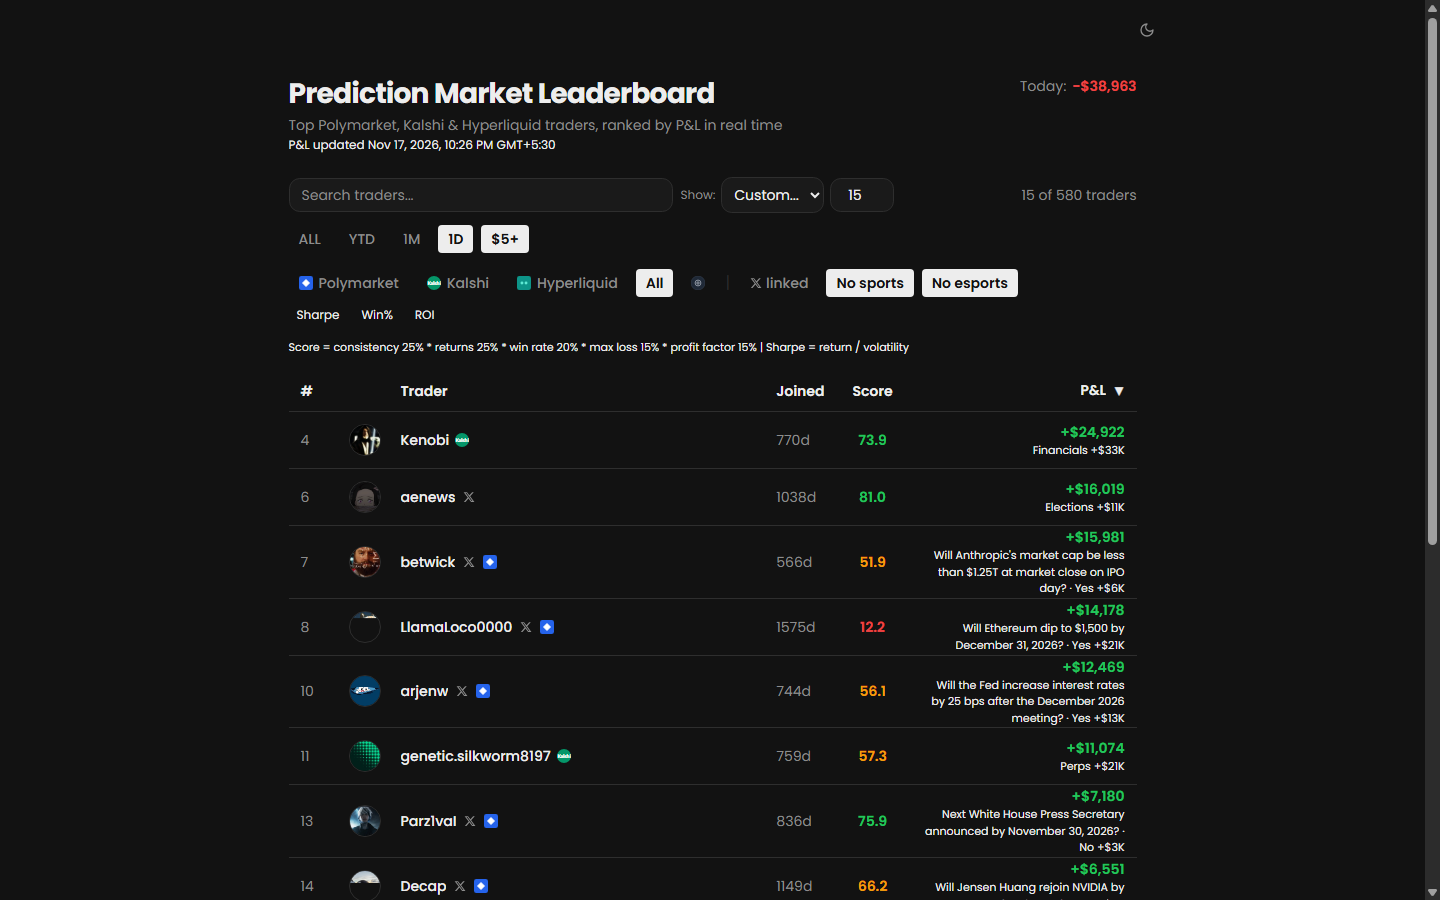 Prediction Market Leaderboard
Today: -$38,963
Top Polymarket, Kalshi & Hyperliquid traders, ranked by P&L in real time
P&L updated Nov 17, 2026, 10:26 PM GMT+5:30
Search traders...
Show: Custom... 15
15 of 580 traders
ALL YTD 1M 1D $5+
Polymarket Kalshi Hyperliquid All | X linked No sports No esports
Sharpe Win% ROI
Score = consistency 25% * returns 25% * win rate 20% * max loss 15% * profit factor 15% | Sharpe = return / volatility
# Trader Joined Score P&L ▼
4 Kenobi 770d 73.9 +$24,922
Financials +$33K
6 aenews X 1038d 81.0 +$16,019
Elections +$11K
7 betwick X 566d 51.9 +$15,981
Will Anthropic's market cap be less
than $1.25T at market close on IPO
day? · Yes +$6K
8 LlamaLoco0000 X 1575d 12.2 +$14,178
Will Ethereum dip to $1,500 by
December 31, 2026? · Yes +$21K
10 arjenw X 744d 56.1 +$12,469
Will the Fed increase interest rates
by 25 bps after the December 2026
meeting? · Yes +$13K
11 genetic.silkworm8197 759d 57.3 +$11,074
Perps +$21K
13 Parz1val X 836d 75.9 +$7,180
Next White House Press Secretary
announced by November 30, 2026? ·
No +$3K
14 Decap X 1149d 66.2 +$6,551
Will Jensen Huang rejoin NVIDIA by